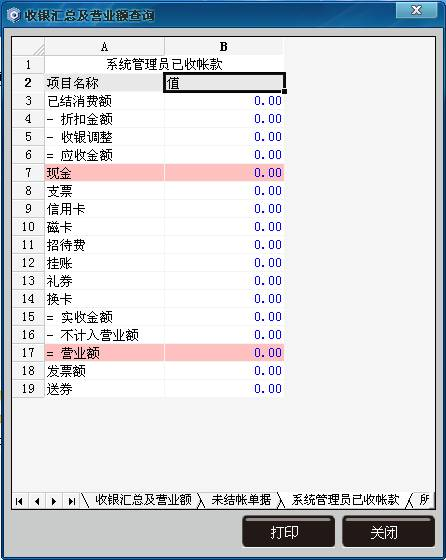 收银汇总及营业额查询
A B
1 系统管理员已收帐款
2 项目名称 值
3 已结消费额 0.00
4 - 折扣金额 0.00
5 - 收银调整 0.00
6 = 应收金额 0.00
7 现金 0.00
8 支票 0.00
9 信用卡 0.00
10 磁卡 0.00
11 招待费 0.00
12 挂账 0.00
13 礼券 0.00
14 换卡 0.00
15 = 实收金额 0.00
16 - 不计入营业额 0.00
17 = 营业额 0.00
18 发票额 0.00
19 送券 0.00
收银汇总及营业额 未结帐单据 系统管理员已收帐款 所
打印 关闭